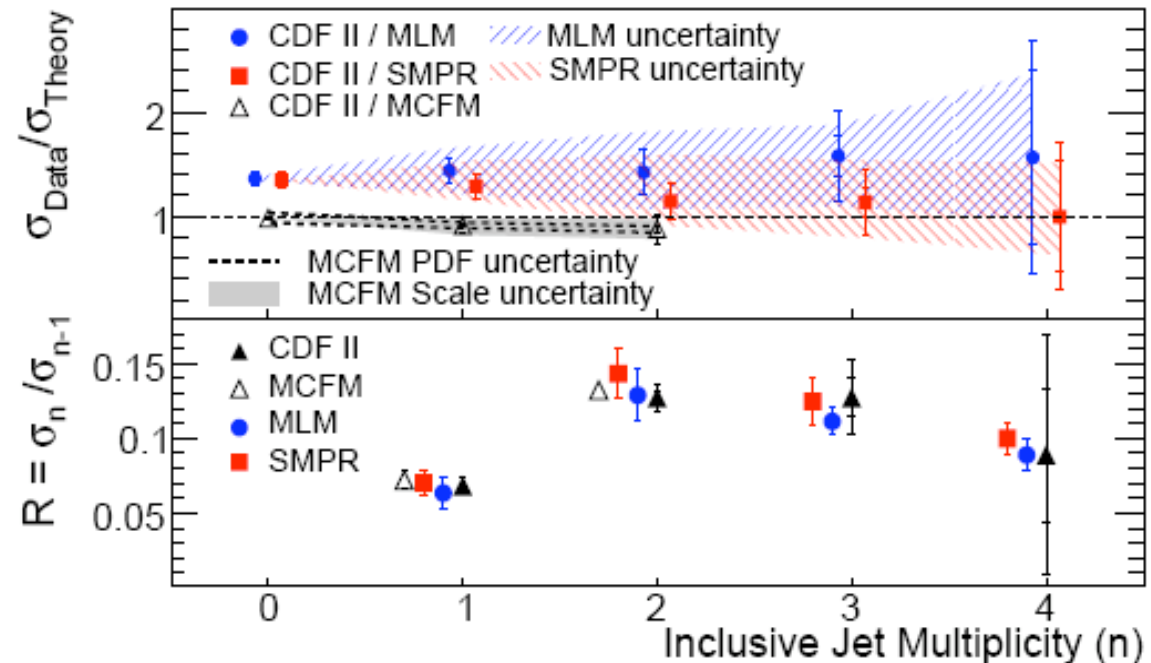 σData/σTheory
CDF II / MLM
MLM uncertainty
CDF II / SMPR
SMPR uncertainty
CDF II / MCFM
2
1
MCFM PDF uncertainty
MCFM Scale uncertainty
R = σn /σn-1
CDF II
MCFM
MLM
SMPR
0.15
0.1
0.05
0 1 2 3 4
Inclusive Jet Multiplicity (n)